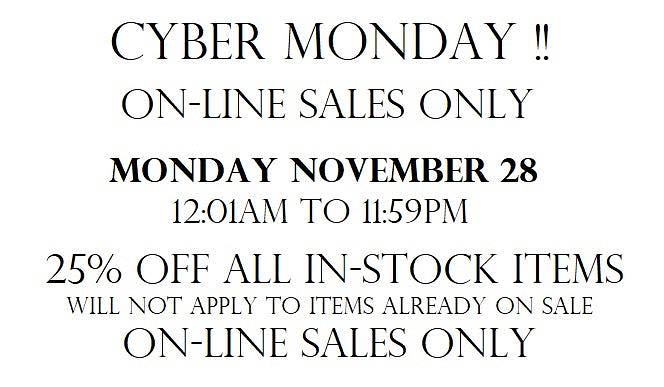 CYBER MONDAY !!
ON-LINE SALES ONLY
MONDAY NOVEMBER 28
12:01AM TO 11:59PM
25% OFF ALL IN-STOCK ITEMS
WILL NOT APPLY TO ITEMS ALREADY ON SALE
ON-LINE SALES ONLY